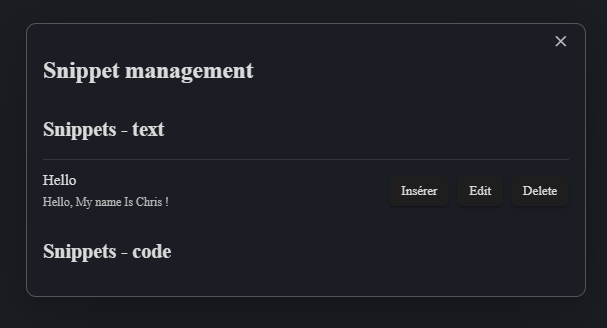 Snippet management
Snippets - text
Hello
Hello, My name Is Chris !
Insérer Edit Delete
Snippets - code